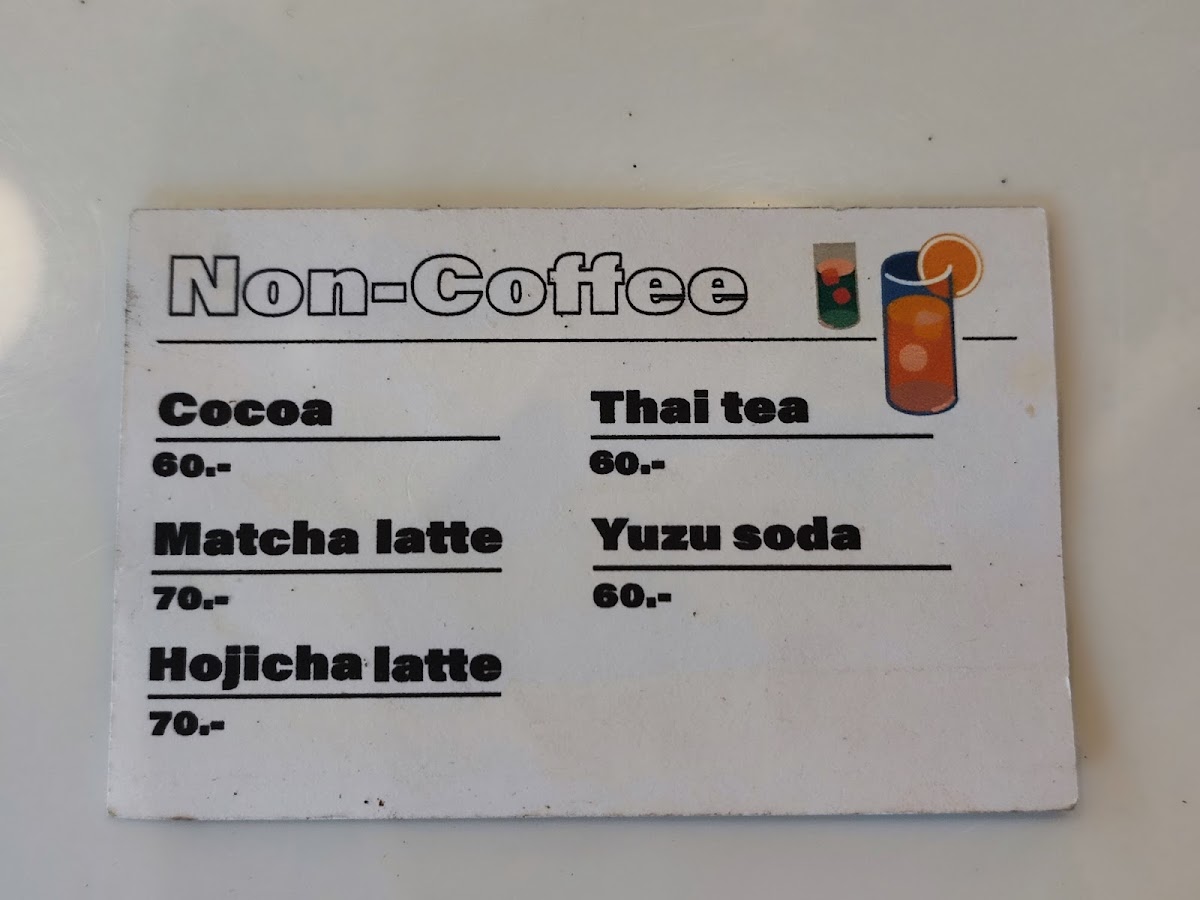 Non-Coffee
Cocoa
60.-
Matcha latte
70.-
Hojicha latte
70.-
Thai tea
60.-
Yuzu soda
60.-